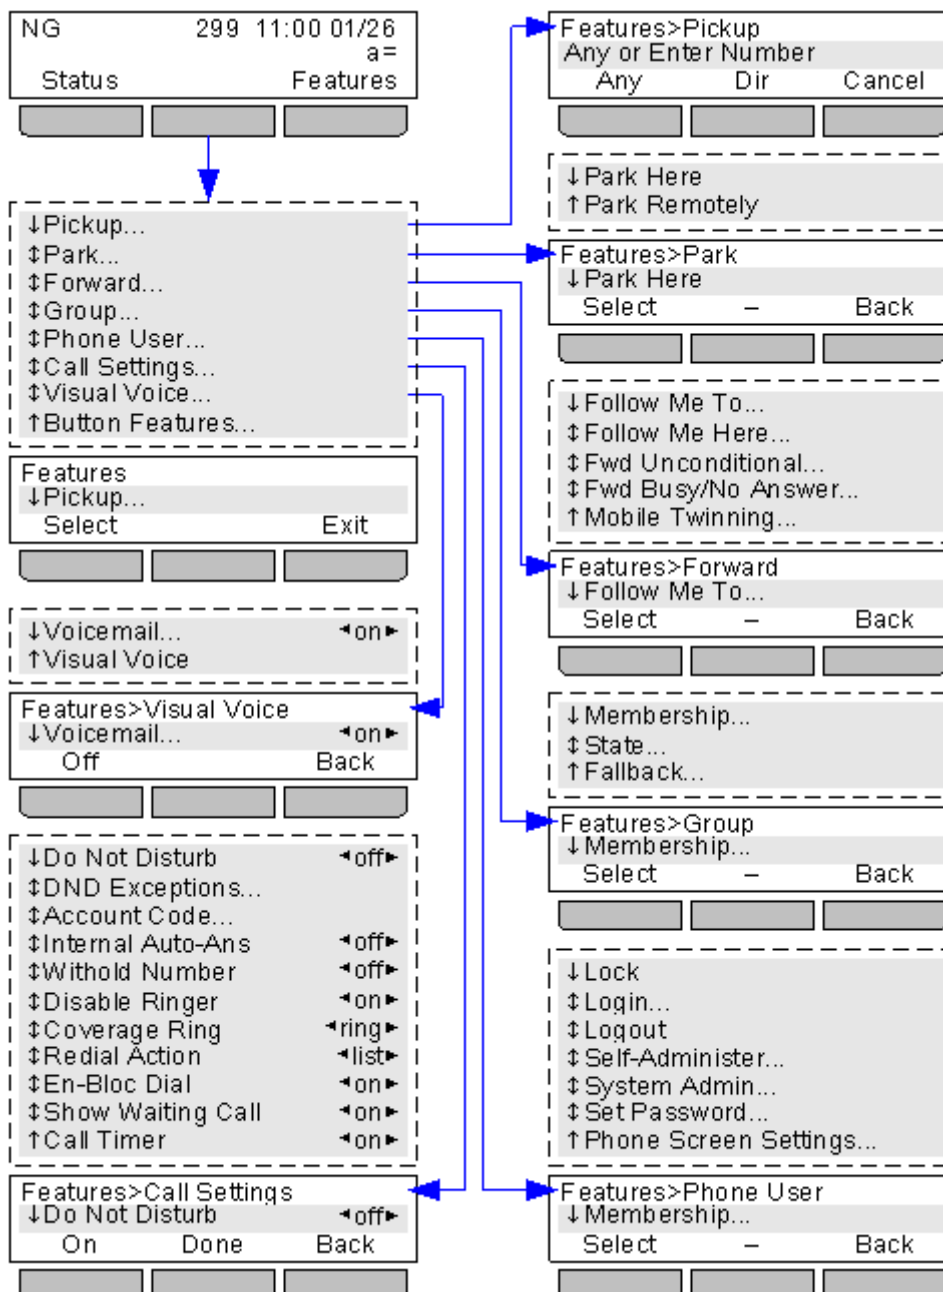 NG 299 11:00 01/26
a=
Status Features
↓Pickup...
↕Park...
↕Forward...
↕Group...
↕Phone User...
↕Call Settings...
↕Visual Voice...
↑Button Features...
Features
↓Pickup...
Select Exit
↓Voicemail... ◄on►
↑Visual Voice
Features>Visual Voice
↓Voicemail... ◄on►
Off Back
↓Do Not Disturb ◄off►
↕DND Exceptions...
↕Account Code...
↕Internal Auto-Ans ◄off►
↕Withold Number ◄off►
↕Disable Ringer ◄on►
↕Coverage Ring ◄ring►
↕Redial Action ◄list►
↕En-Bloc Dial ◄on►
↕Show Waiting Call ◄on►
↑Call Timer ◄on►
Features>Call Settings
↓Do Not Disturb ◄off►
On Done Back
Features>Pickup
Any or Enter Number
Any Dir Cancel
↓Park Here
↑Park Remotely
Features>Park
↓Park Here
Select – Back
↓Follow Me To...
↕Follow Me Here...
↕Fwd Unconditional...
↕Fwd Busy/No Answer...
↑Mobile Twinning...
Features>Forward
↓Follow Me To...
Select – Back
↓Membership...
↕State...
↑Fallback...
Features>Group
↓Membership...
Select – Back
↓Lock
↕Login...
↕Logout
↕Self-Administer...
↕System Admin...
↕Set Password...
↑Phone Screen Settings...
Features>Phone User
↓Membership...
Select – Back